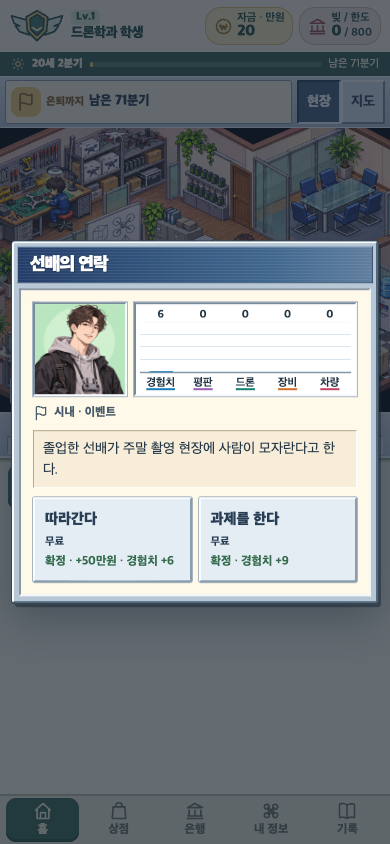 Lv.1
드론학과 학생
자금 · 만원
20
빚 / 한도
0 / 800
20세 2분기
남은 71분기
은퇴까지 남은 71분기
현장
지도
선배의 연락
6 0 0 0 0
경험치 평판 드론 장비 차량
시내 · 이벤트
졸업한 선배가 주말 촬영 현장에 사람이 모자란다고 한
다.
따라간다
무료
확정 · +50만원 · 경험치 +6
과제를 한다
무료
확정 · 경험치 +9
홈
상점
은행
내 정보
기록